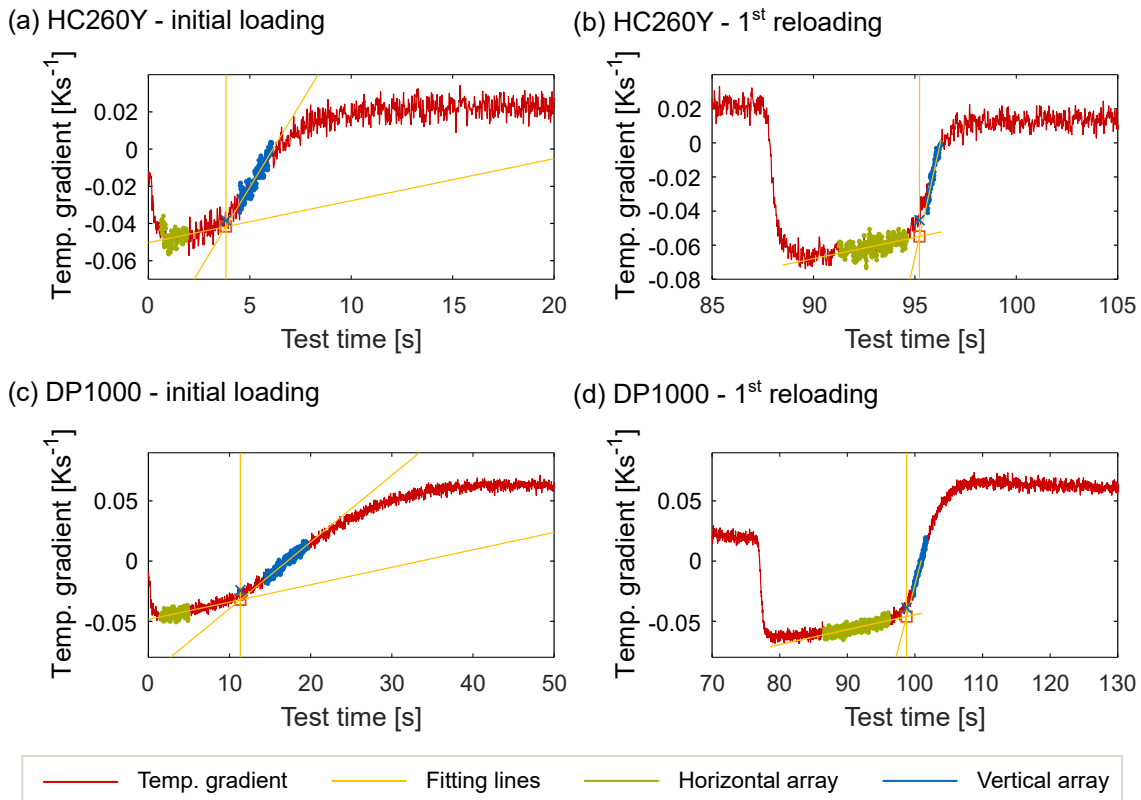 (a) HC260Y - initial loading
Temp. gradient [Ks⁻¹]
0.02
0
-0.02
-0.04
-0.06
0 5 10 15 20
Test time [s]
(b) HC260Y - 1ˢᵗ reloading
Temp. gradient [Ks⁻¹]
0.02
0
-0.02
-0.04
-0.06
-0.08
85 90 95 100 105
Test time [s]
(c) DP1000 - initial loading
Temp. gradient [Ks⁻¹]
0.05
0
-0.05
0 10 20 30 40 50
Test time [s]
(d) DP1000 - 1ˢᵗ reloading
Temp. gradient [Ks⁻¹]
0.05
0
-0.05
70 80 90 100 110 120 130
Test time [s]
Temp. gradient Fitting lines Horizontal array Vertical array